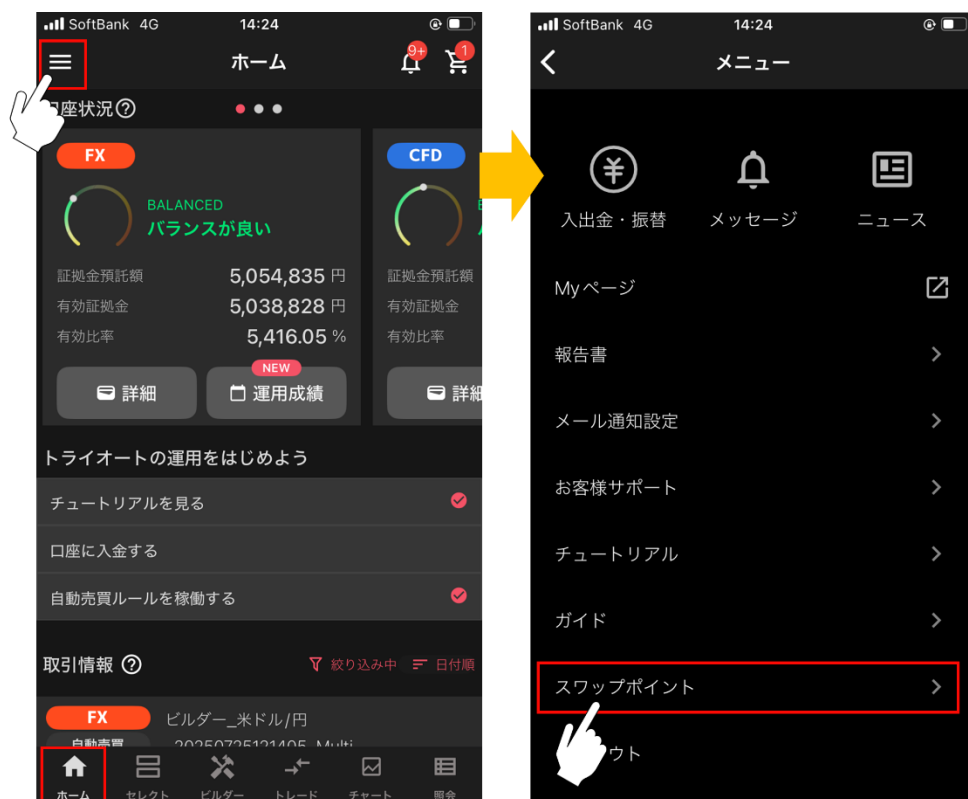 SoftBank 4G 14:24
ホーム 9+ 1
口座状況?
FX
BALANCED
バランスが良い
証拠金預託額 5,054,835 円
有効証拠金 5,038,828 円
有効比率 5,416.05 %
NEW
詳細 運用成績
CFD
証拠金預託額
有効証拠金
有効比率
詳細
トライオートの運用をはじめよう
チュートリアルを見る
口座に入金する
自動売買ルールを稼働する
取引情報 ? 絞り込み中 日付順
FX ビルダー_米ドル/円
自動売買 20250725121405_Multi
ホーム セレクト ビルダー トレード チャート 照会
SoftBank 4G 14:24
メニュー
入出金・振替 メッセージ ニュース
Myページ
報告書
メール通知設定
お客様サポート
チュートリアル
ガイド
スワップポイント
ウト